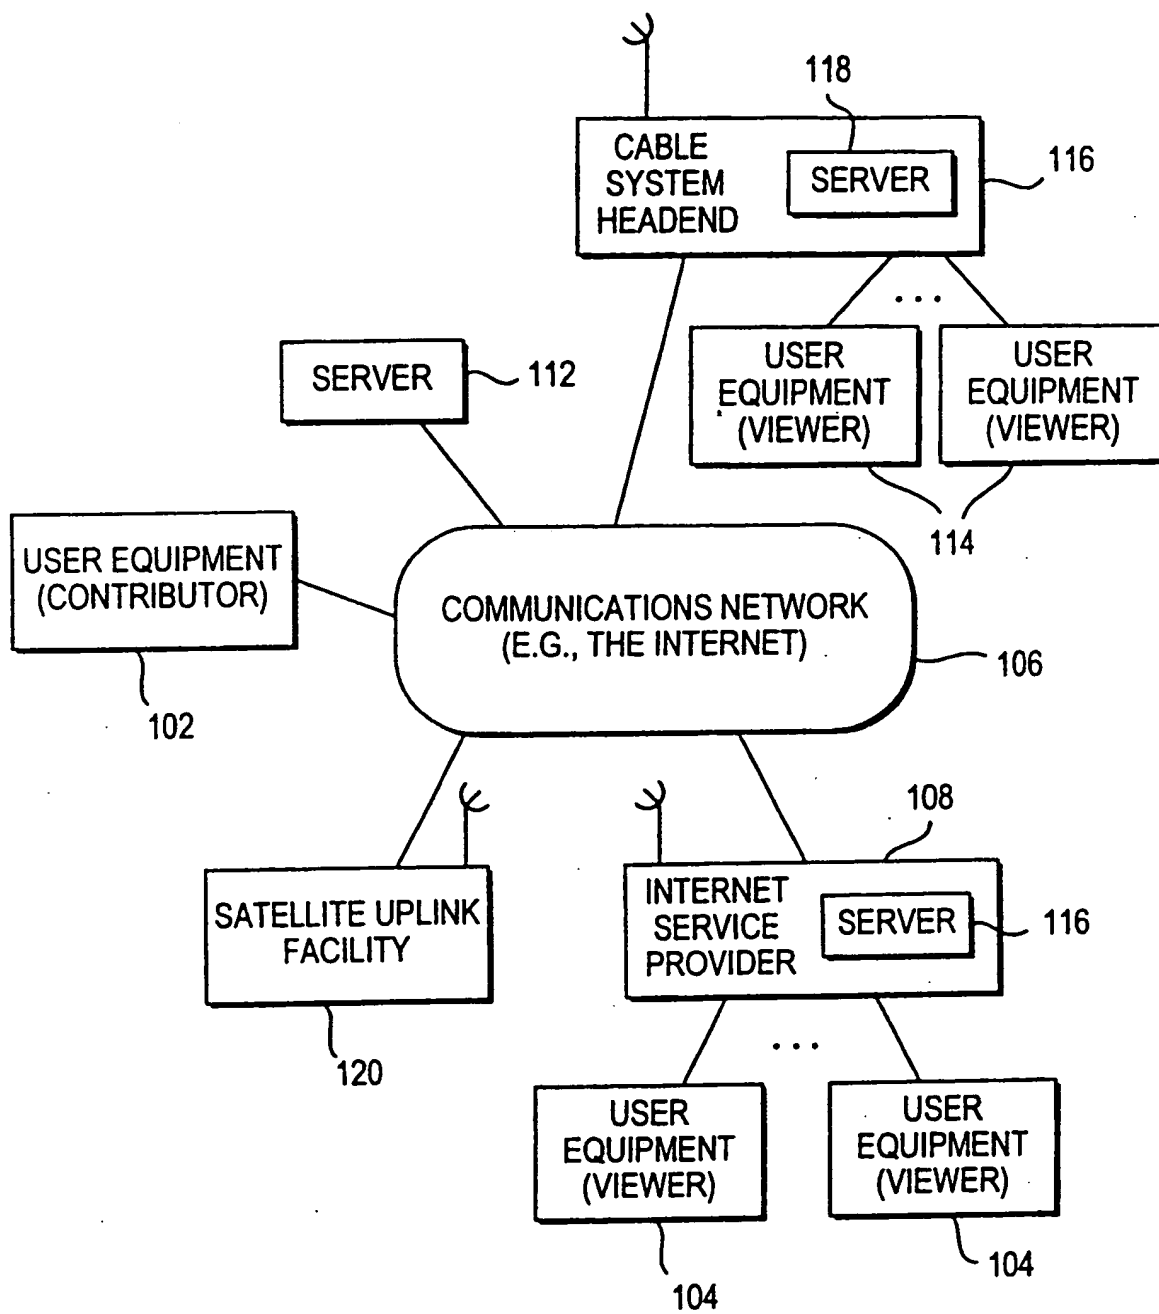 118
CABLE
SYSTEM
HEADEND
SERVER
116
• • •
USER
EQUIPMENT
(VIEWER)
USER
EQUIPMENT
(VIEWER)
114
SERVER
112
USER EQUIPMENT
(CONTRIBUTOR)
102
COMMUNICATIONS NETWORK
(E.G., THE INTERNET)
106
SATELLITE UPLINK
FACILITY
120
108
INTERNET
SERVICE
PROVIDER
SERVER
116
• • •
USER
EQUIPMENT
(VIEWER)
104
USER
EQUIPMENT
(VIEWER)
104